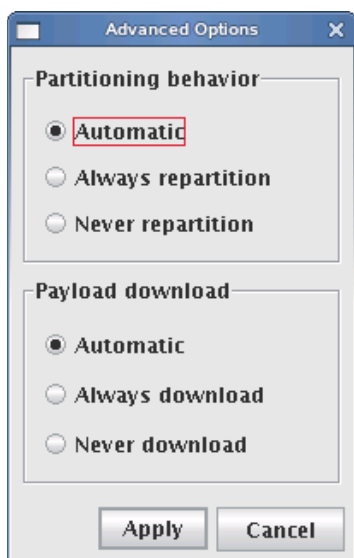 Advanced Options
Partitioning behavior
Automatic
Always repartition
Never repartition
Payload download
Automatic
Always download
Never download
Apply
Cancel